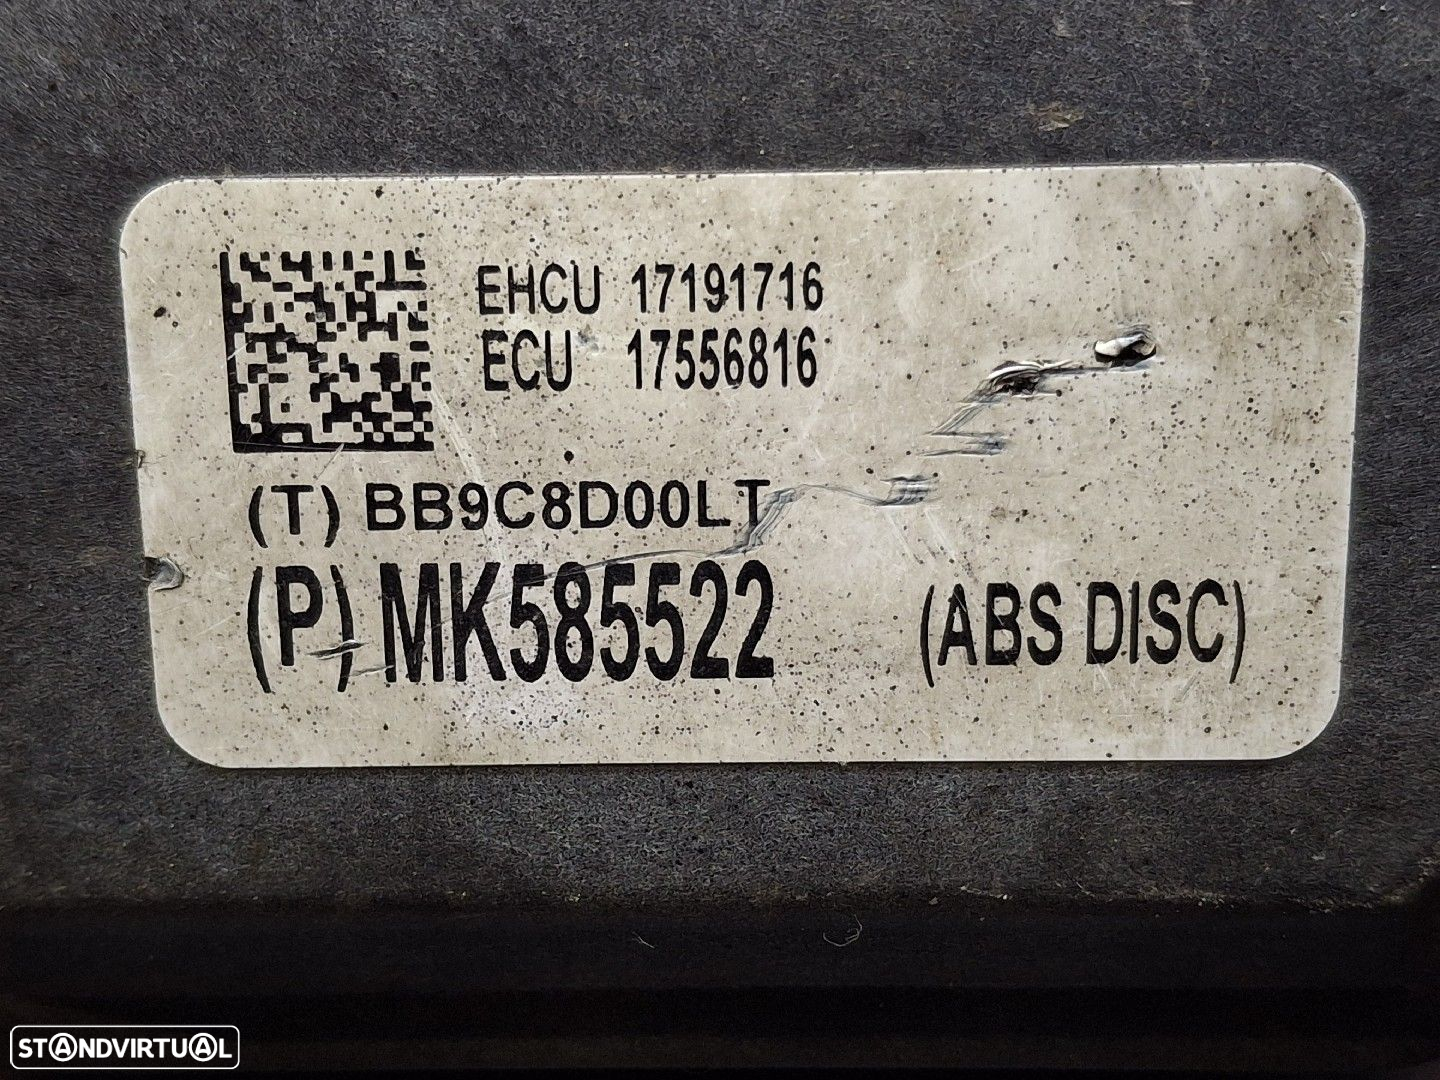 EHCU 17191716
ECU 17556816
(T) BB9C8D00LT
(P) MK585522 (ABS DISC)
STANDVIRTUAL